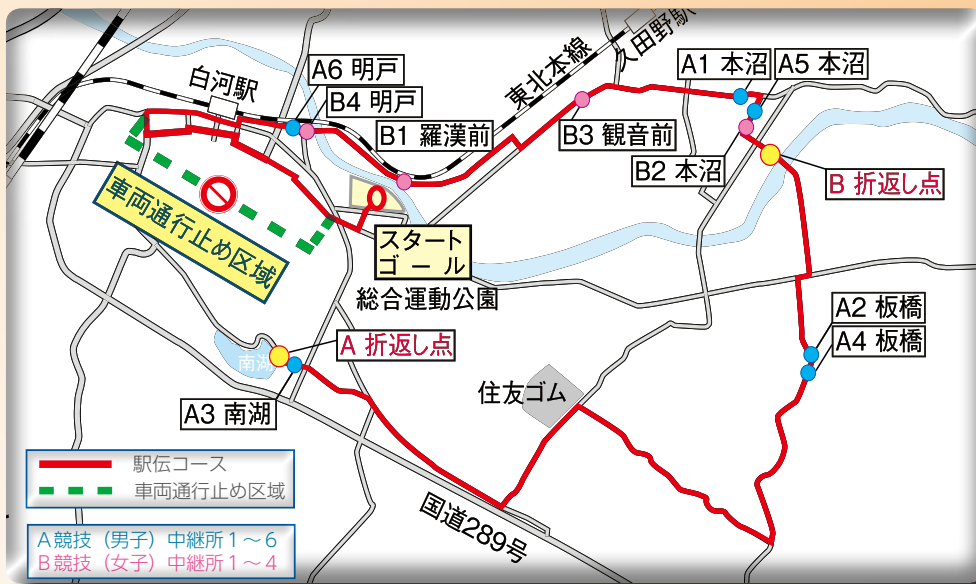 久田野駅
A6 明戸
A1 本沼
A5 本沼
白河駅
東北本線
B4 明戸
B1 羅漢前
B3 観音前
B2 本沼
B 折返し点
車両通行止め区域
スタート
ゴール
総合運動公園
A2 板橋
A4 板橋
A 折返し点
南湖
住友ゴム
A3 南湖
国道289号
駅伝コース
車両通行止め区域
A競技（男子）中継所1～6
B競技（女子）中継所1～4